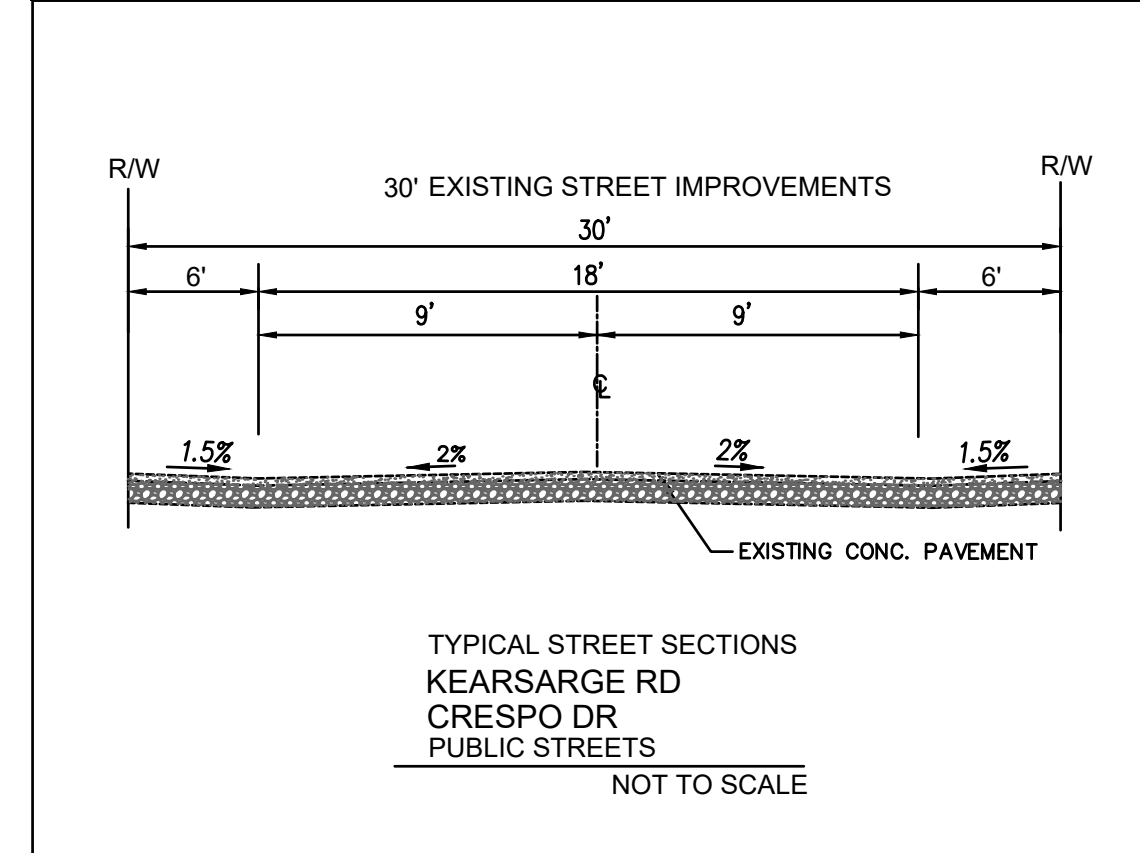 R/W
R/W
30' EXISTING STREET IMPROVEMENTS
30'
6'
18'
6'
9'
9'
℄
1.5%
2%
2%
1.5%
EXISTING CONC. PAVEMENT
TYPICAL STREET SECTIONS
KEARSARGE RD
CRESPO DR
PUBLIC STREETS
NOT TO SCALE